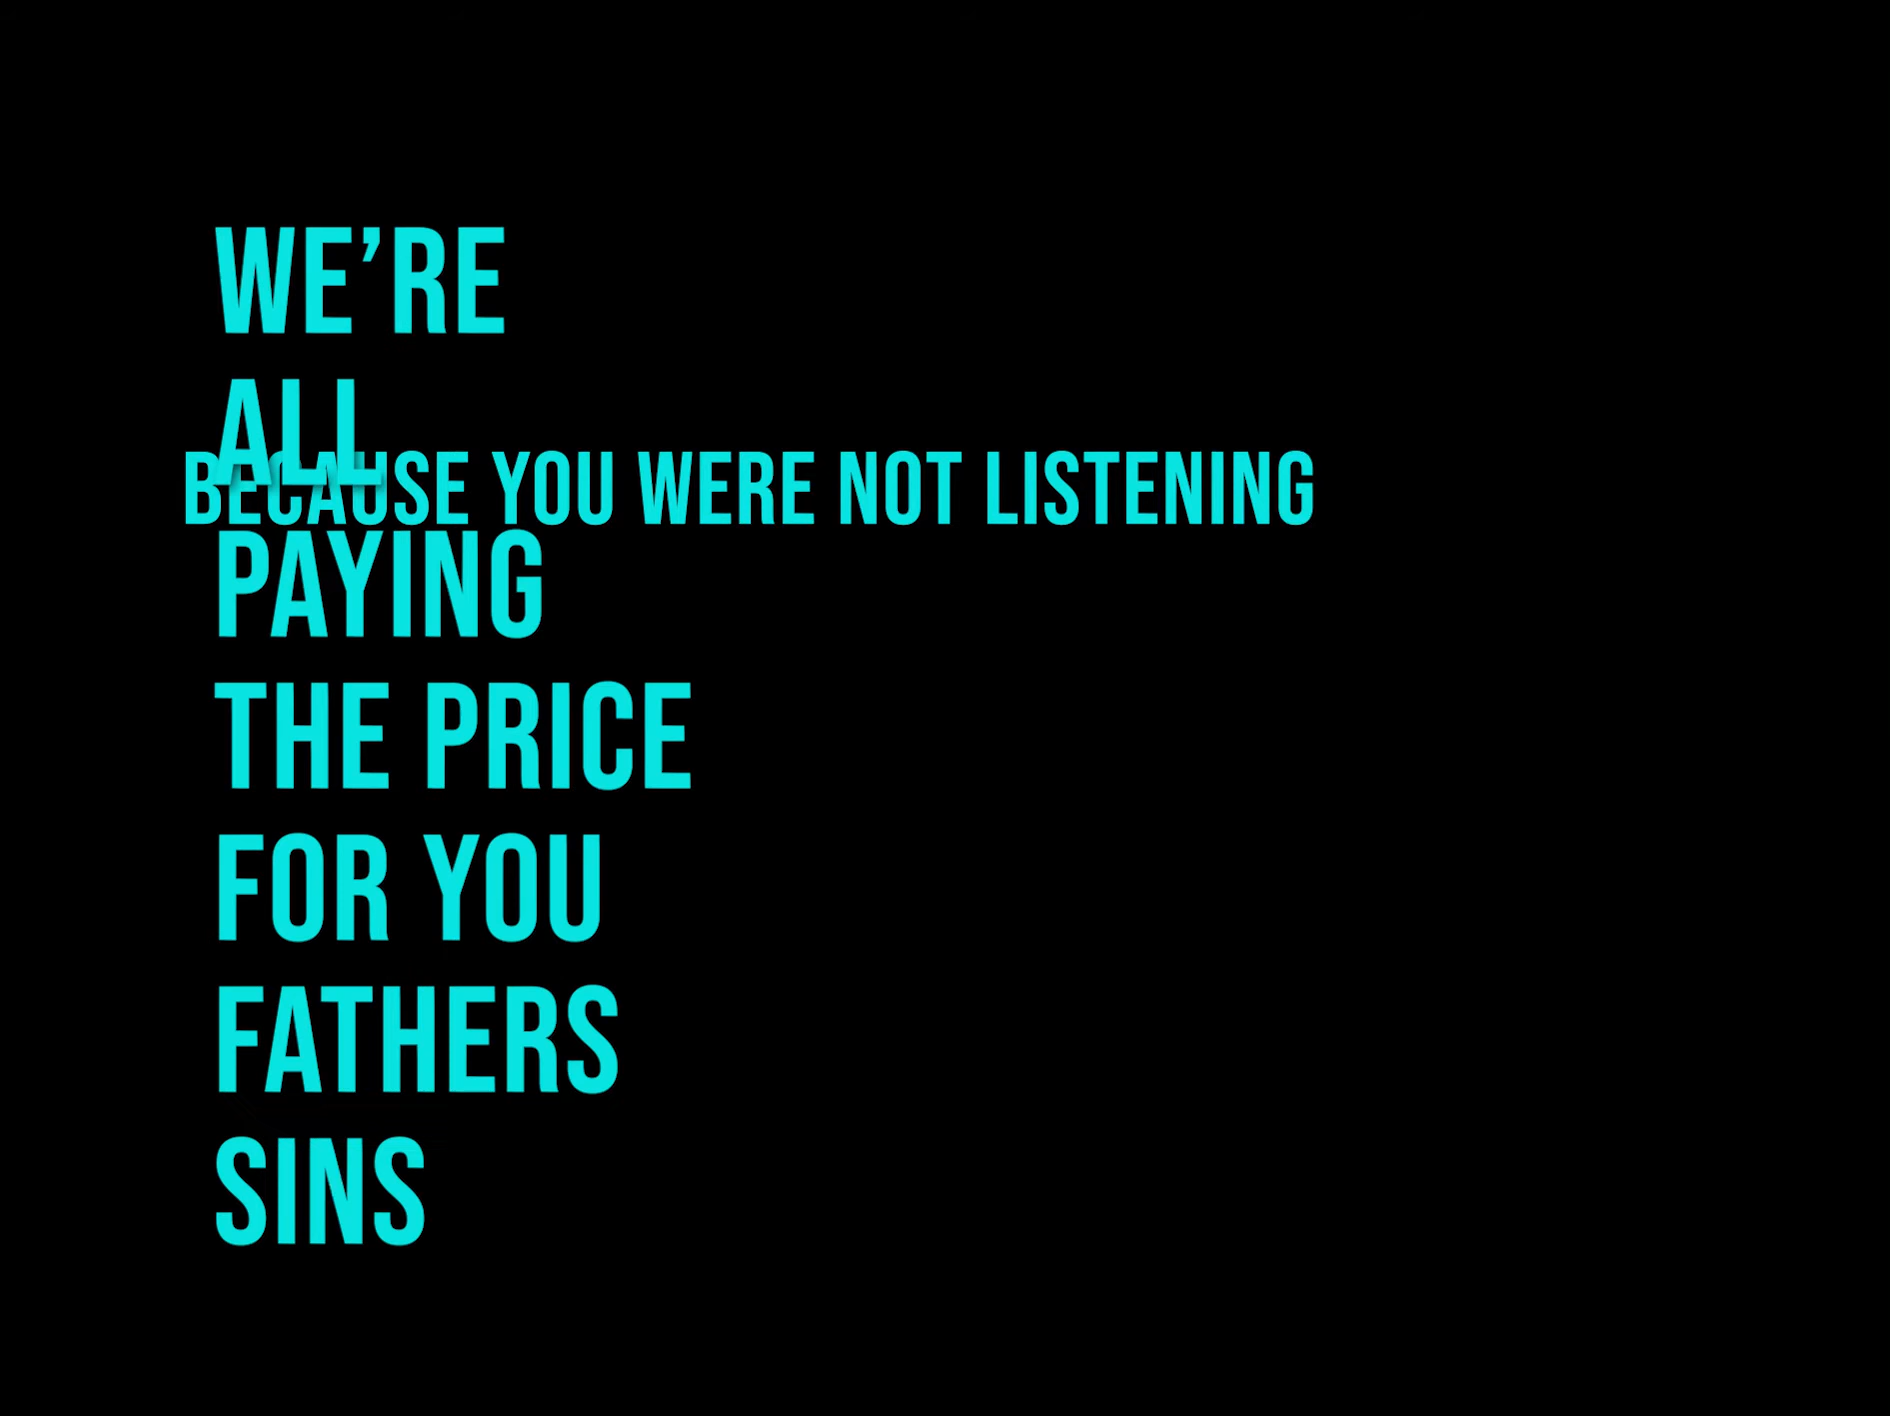 WE’RE
ALL
BECAUSE YOU WERE NOT LISTENING
PAYING
THE PRICE
FOR YOU
FATHERS
SINS